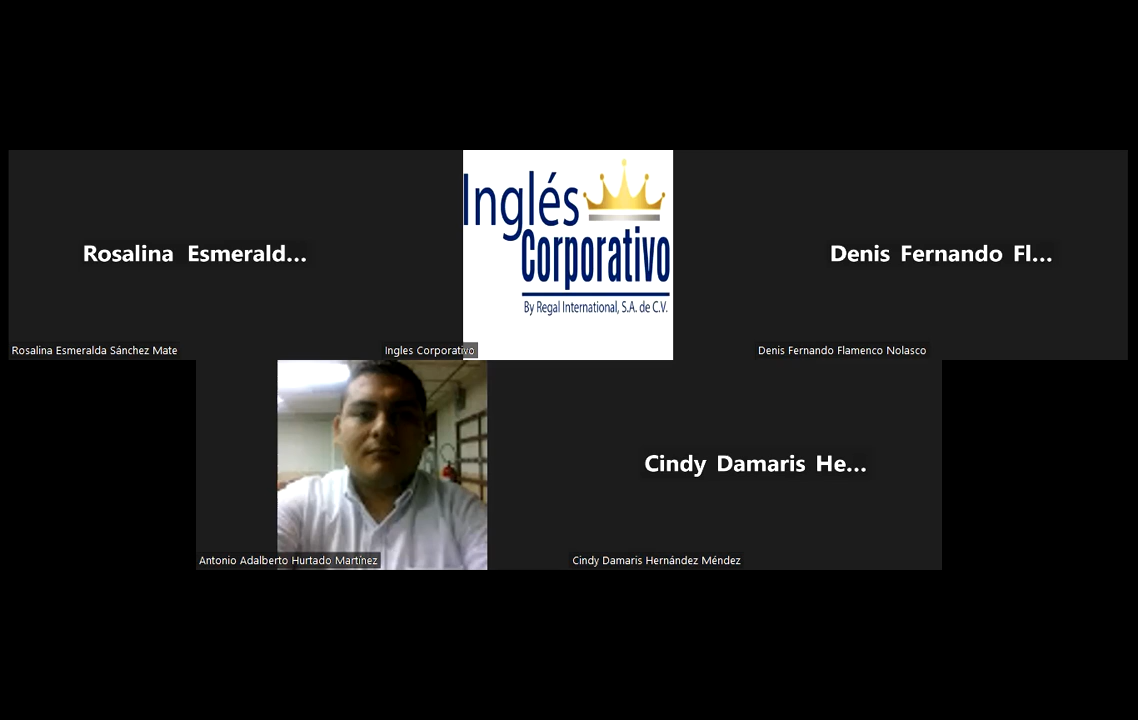 Rosalina Esmerald...
Rosalina Esmeralda Sánchez Mate
Inglés
Corporativo
By Regal International, S.A. de C.V.
Ingles Corporativo
Denis Fernando Fl...
Denis Fernando Flamenco Nolasco
Antonio Adalberto Hurtado Martínez
Cindy Damaris He...
Cindy Damaris Hernández Méndez